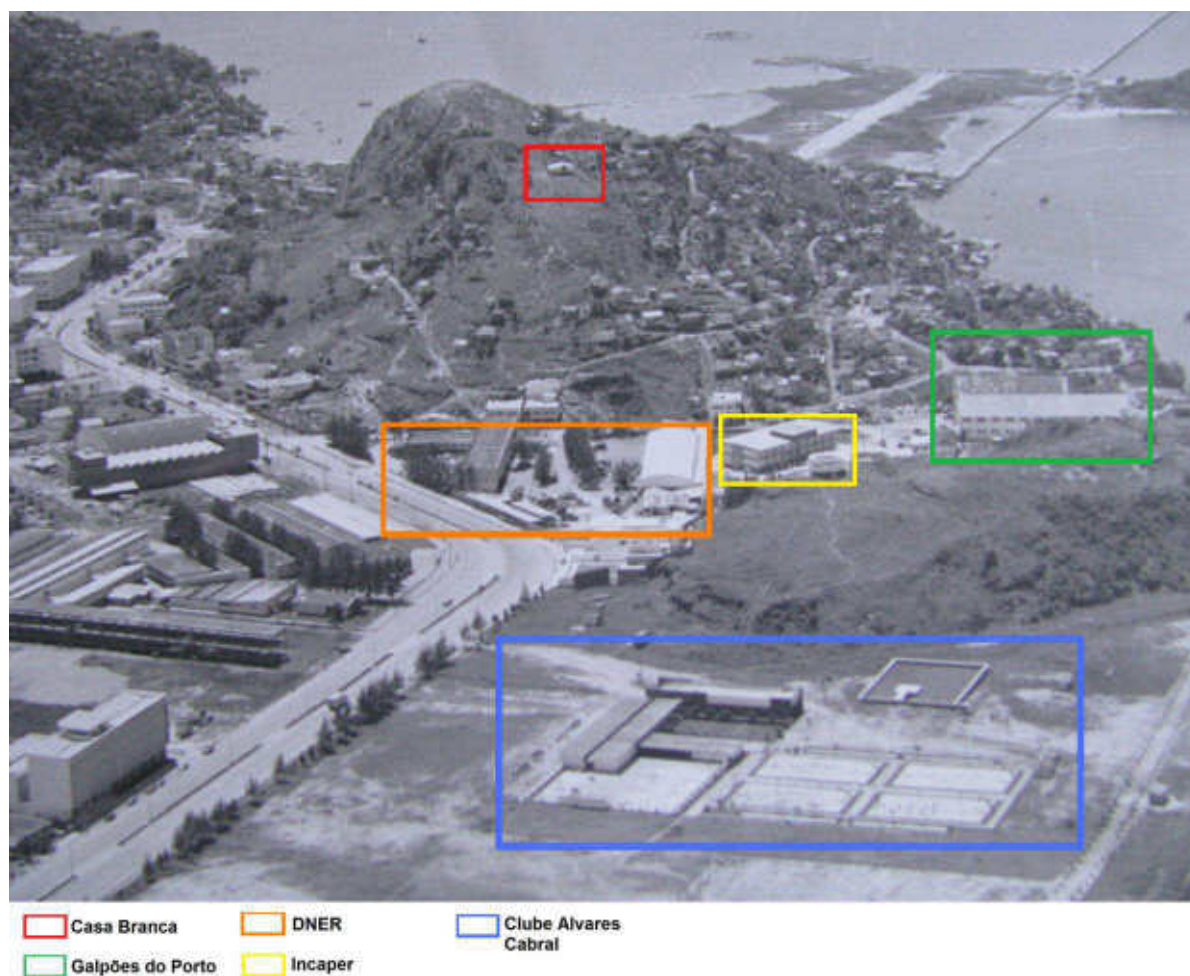 Casa Branca
DNER
Clube Alvares
Cabral
Galpões do Porto
Incaper